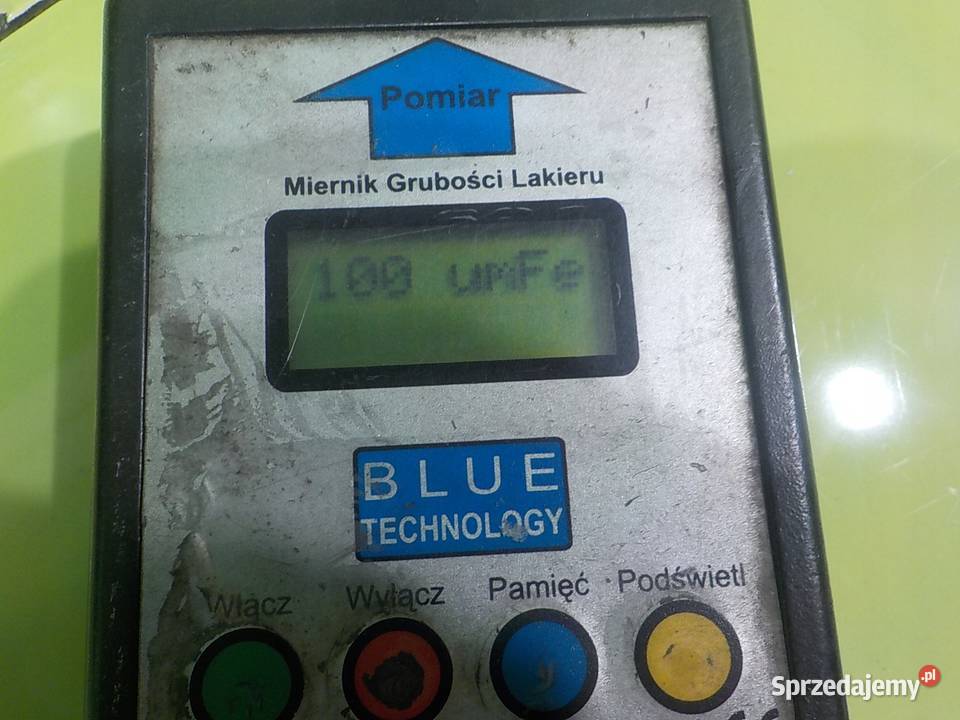 Pomiar
Miernik Grubości Lakieru
100 umFe
BLUE
TECHNOLOGY
Włącz Wyłącz Pamięć Podświetl
Sprzedajemy.pl